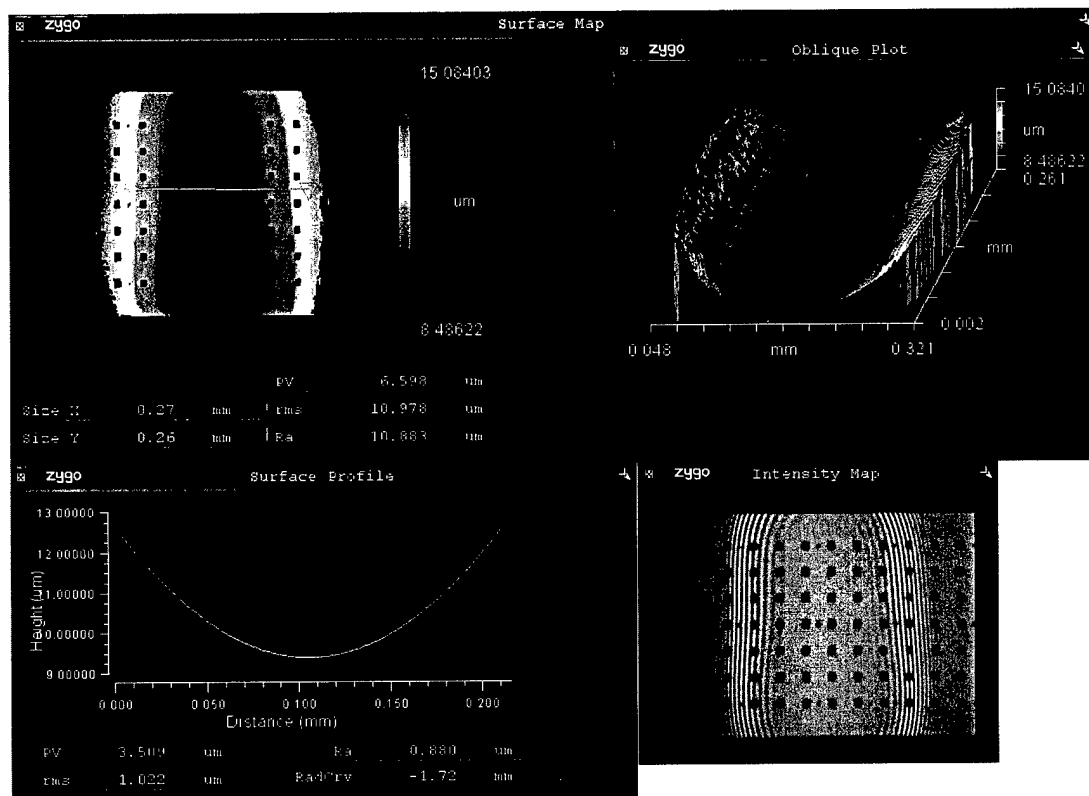 zygo Surface Map
15.08403
um
8.48622
PV 6.598 um
Size X 0.27 mm rms 10.978 um
Size Y 0.26 mm Ra 10.883 um
zygo Oblique Plot
15.0840
um
8.48622
0.261
mm
0.002
0.048 mm 0.321
zygo Surface Profile
13.00000
12.00000
11.00000
10.00000
9.00000
Height (um)
0.000 0.050 0.100 0.150 0.200
Distance (mm)
PV 3.509 um Ra 0.880 um
rms 1.022 um RadCrv -1.72 mm
zygo Intensity Map